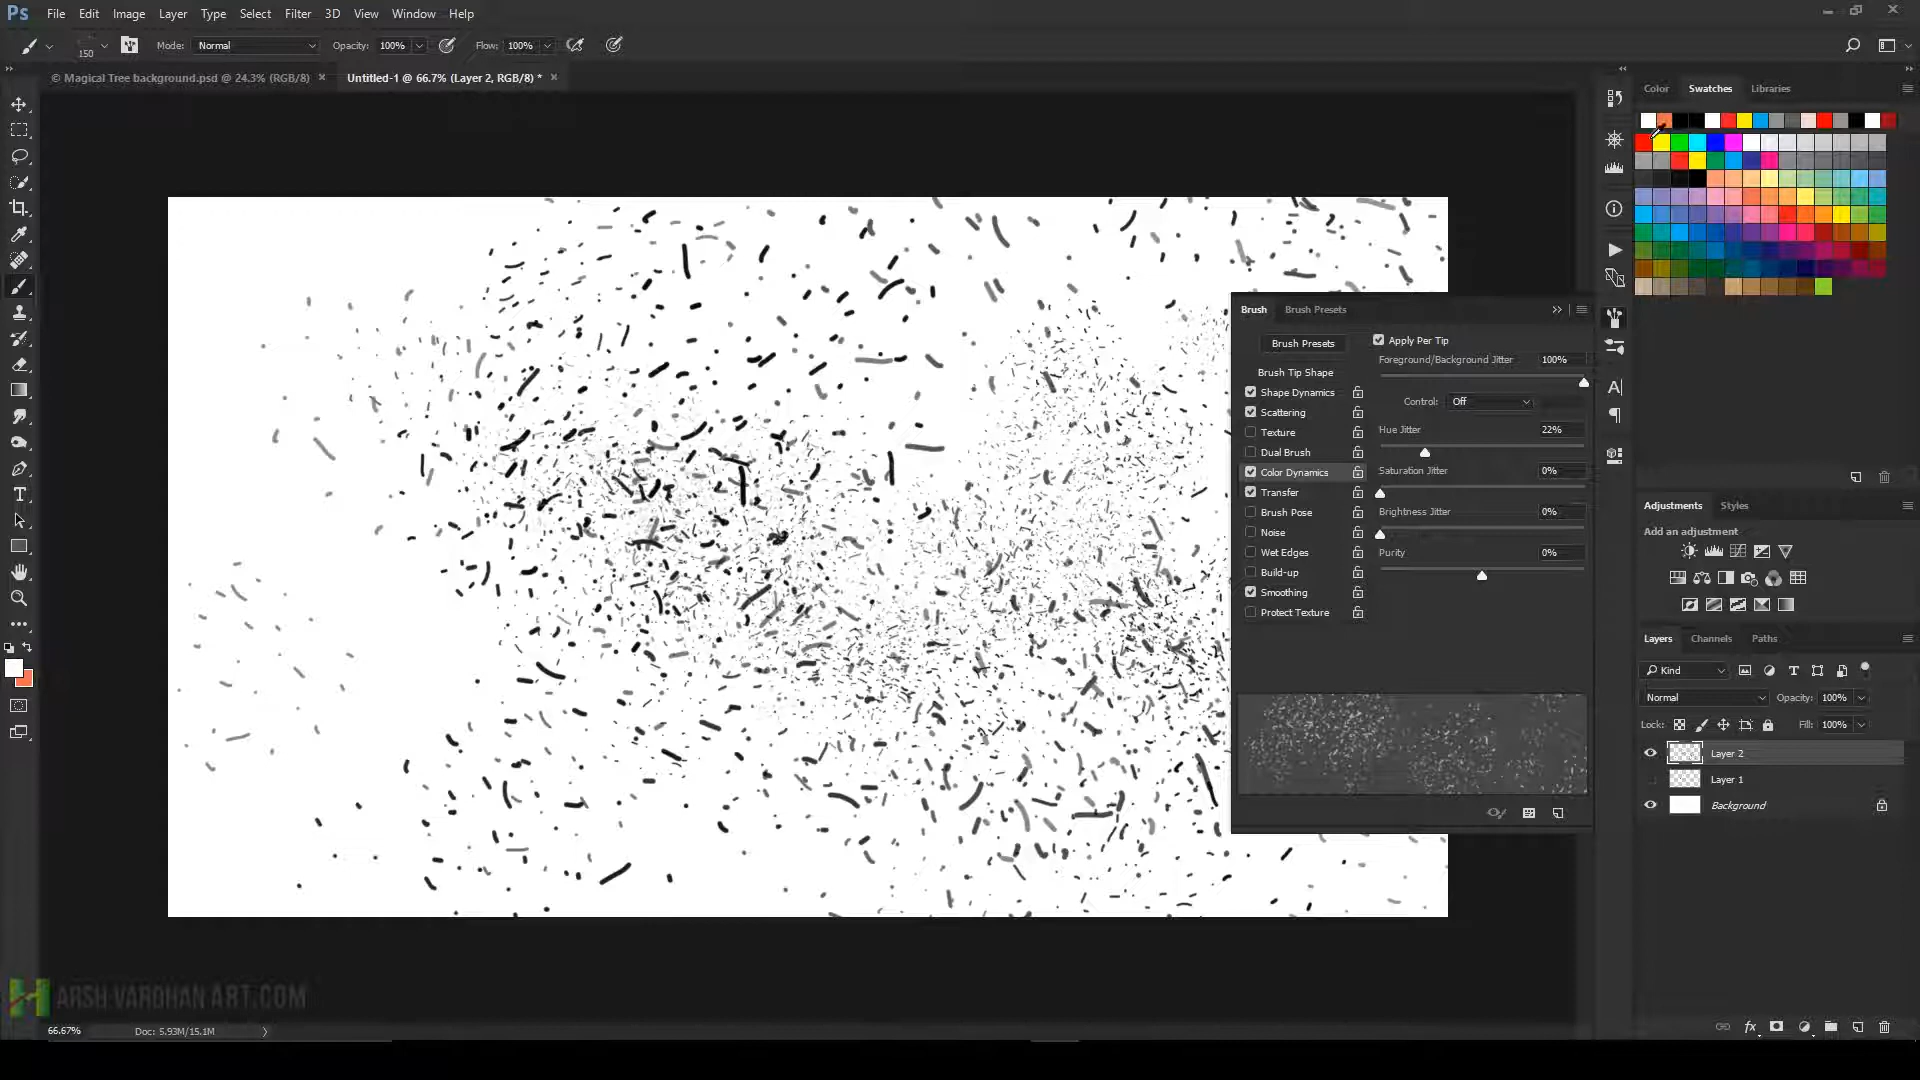 Ps File Edit Image Layer Type Select Filter 3D View Window Help
150 Mode: Normal Opacity: 100% Flow: 100%
© Magical Tree background.psd @ 24.3% (RGB/8) × Untitled-1 @ 66.7% (Layer 2, RGB/8) * ×
Color Swatches Libraries
Brush Brush Presets
Brush Presets
Brush Tip Shape
Shape Dynamics
Scattering
Texture
Dual Brush
Color Dynamics
Transfer
Brush Pose
Noise
Wet Edges
Build-up
Smoothing
Protect Texture
Apply Per Tip
Foreground/Background Jitter 100%
Control: Off
Hue Jitter 22%
Saturation Jitter 0%
Brightness Jitter 0%
Purity 0%
Adjustments Styles
Add an adjustment
Layers Channels Paths
Kind
Normal Opacity: 100%
Lock: Fill: 100%
Layer 2
Layer 1
Background
ARSH VARDHAN ART.COM
66.67% Doc: 5.93M/15.1M